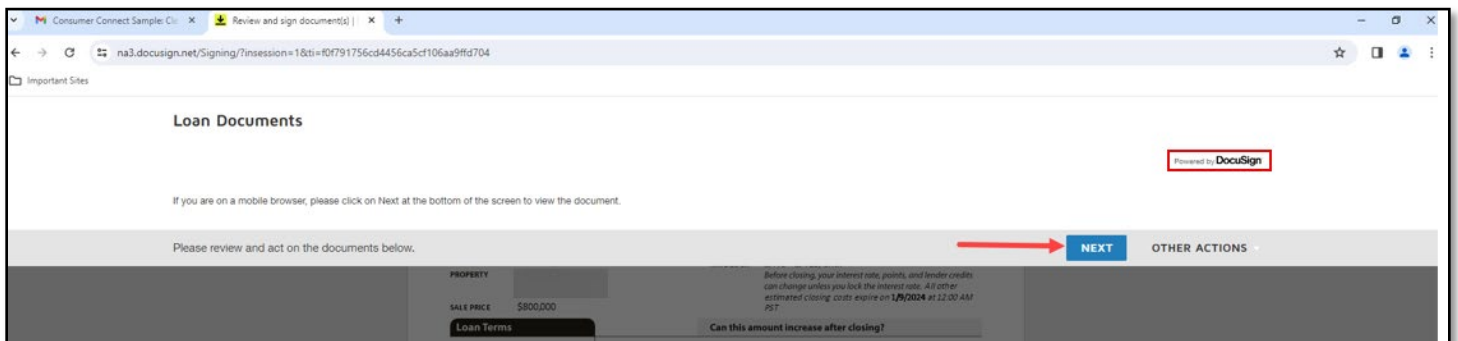 Consumer Connect Sample: Clo
Review and sign document(s) |
na3.docusign.net/Signing/?insession=1&ti=f0f791756cd4456ca5cf106aa9ffd704
Important Sites
Loan Documents
Powered by DocuSign
If you are on a mobile browser, please click on Next at the bottom of the screen to view the document.
Please review and act on the documents below.
NEXT
OTHER ACTIONS
PROPERTY
Before closing, your interest rate, points, and lender credits
can change unless you lock the interest rate. All other
estimated closing costs expire on 1/9/2024 at 12:00 AM
PST
SALE PRICE $800,000
Loan Terms
Can this amount increase after closing?